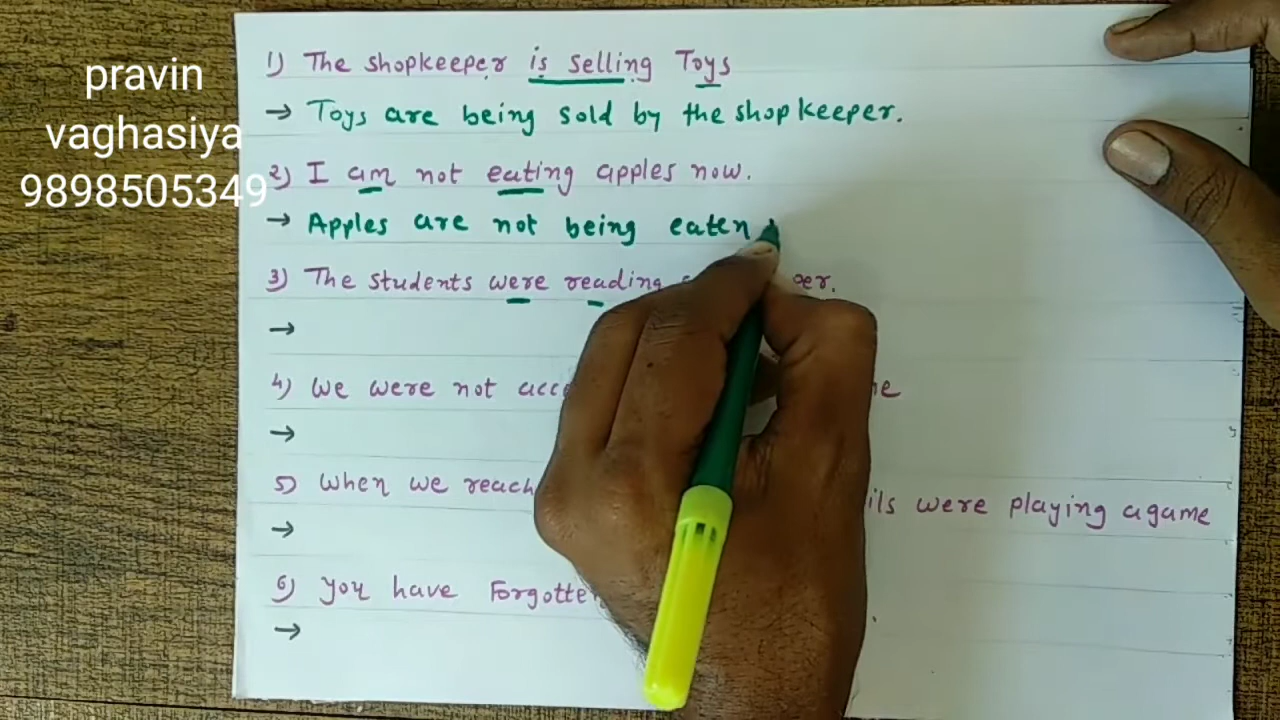 pravin
vaghasiya
9898505349
1) The shopkeeper is selling Toys
→ Toys are being sold by the shopkeeper.
2) I am not eating apples now.
→ Apples are not being eaten
3) The students were reading
→
4) We were not
→
5) When we were playing a game
→
6) You have
→